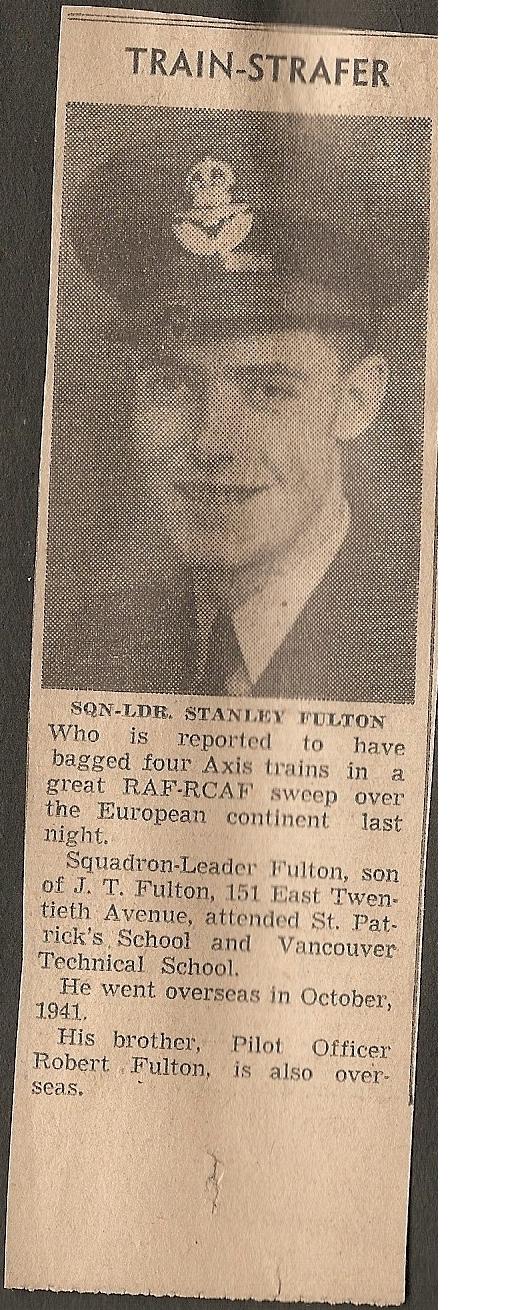 TRAIN-STRAFER
SQN-LDR. STANLEY FULTON
Who is reported to have
bagged four Axis trains in a
great RAF-RCAF sweep over
the European continent last
night.
Squadron-Leader Fulton, son
of J. T. Fulton, 151 East Twen-
tieth Avenue, attended St. Pat-
rick's School and Vancouver
Technical School.
He went overseas in October,
1941.
His brother, Pilot Officer
Robert Fulton, is also over-
seas.